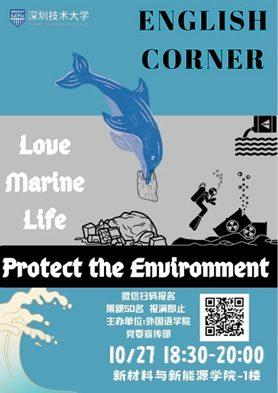 深圳技术大学
ENGLISH
CORNER
Love
Marine
Life
Protect the Environment
微信扫码报名
限额50名 报满即止
主办单位:外国语学院
党委宣传部
10/27 18:30-20:00
新材料与新能源学院-1楼